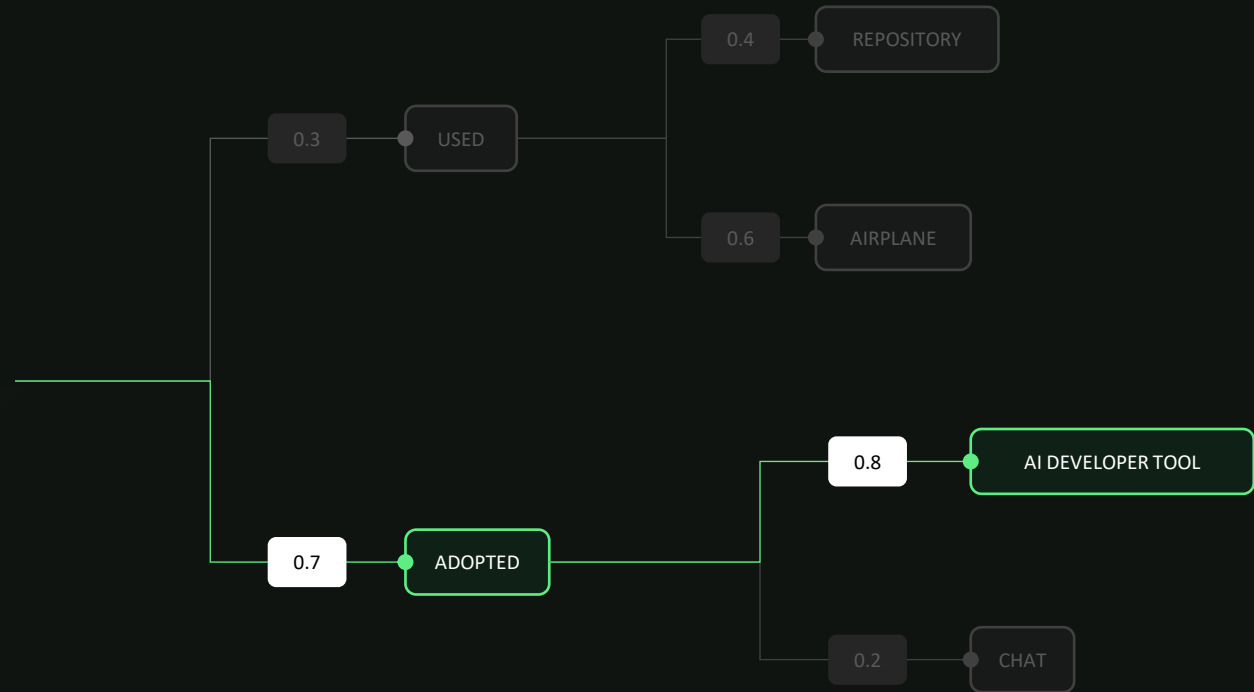 0.4
REPOSITORY
0.3
USED
0.6
AIRPLANE
0.8
AI DEVELOPER TOOL
0.7
ADOPTED
0.2
CHAT